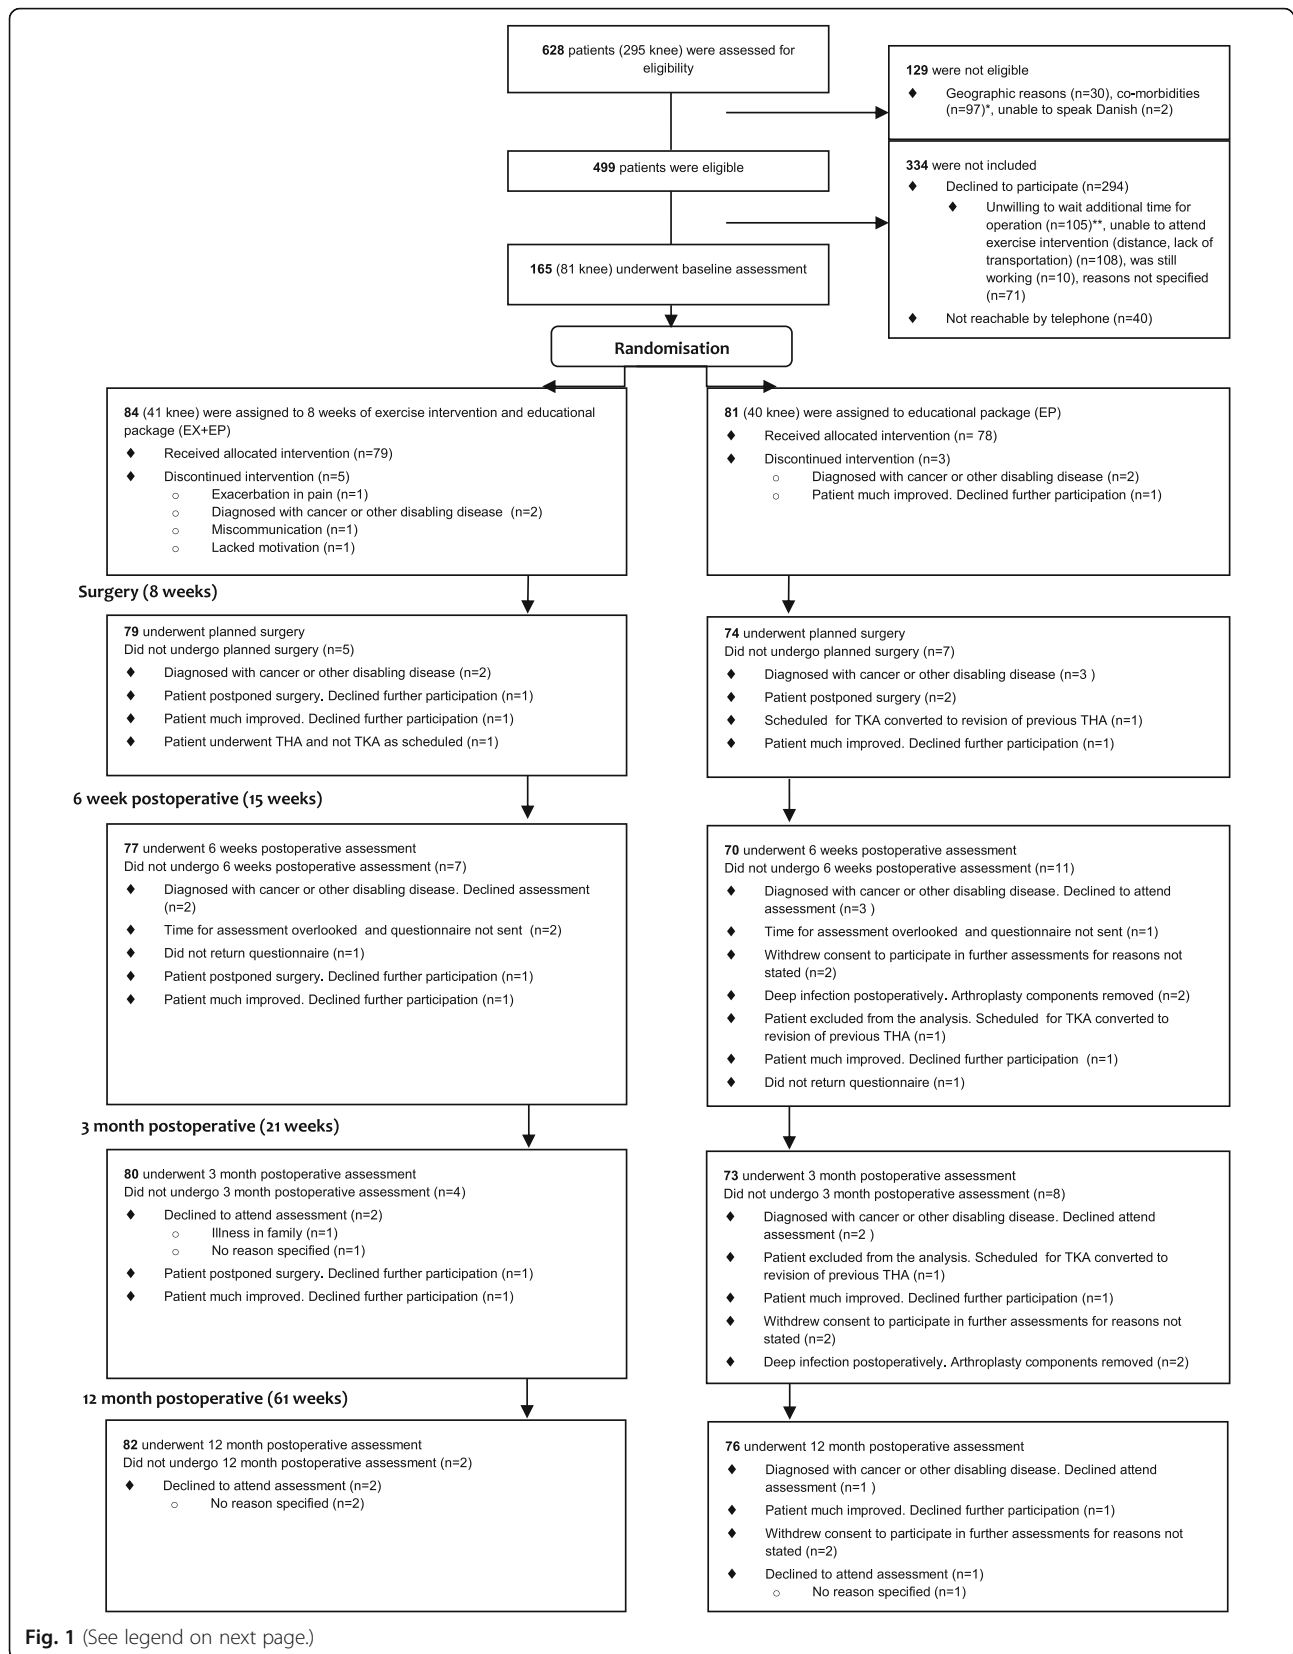 628 patients (295 knee) were assessed for
eligibility
129 were not eligible
♦ Geographic reasons (n=30), co-morbidities
(n=97)*, unable to speak Danish (n=2)
499 patients were eligible
334 were not included
♦ Declined to participate (n=294)
♦ Unwilling to wait additional time for
operation (n=105)**, unable to attend
exercise intervention (distance, lack of
transportation) (n=108), was still
working (n=10), reasons not specified
(n=71)
♦ Not reachable by telephone (n=40)
165 (81 knee) underwent baseline assessment
Randomisation
84 (41 knee) were assigned to 8 weeks of exercise intervention and educational
package (EX+EP)
♦ Received allocated intervention (n=79)
♦ Discontinued intervention (n=5)
○ Exacerbation in pain (n=1)
○ Diagnosed with cancer or other disabling disease (n=2)
○ Miscommunication (n=1)
○ Lacked motivation (n=1)
81 (40 knee) were assigned to educational package (EP)
♦ Received allocated intervention (n= 78)
♦ Discontinued intervention (n=3)
○ Diagnosed with cancer or other disabling disease (n=2)
○ Patient much improved. Declined further participation (n=1)
Surgery (8 weeks)
79 underwent planned surgery
Did not undergo planned surgery (n=5)
♦ Diagnosed with cancer or other disabling disease (n=2)
♦ Patient postponed surgery. Declined further participation (n=1)
♦ Patient much improved. Declined further participation (n=1)
♦ Patient underwent THA and not TKA as scheduled (n=1)
74 underwent planned surgery
Did not undergo planned surgery (n=7)
♦ Diagnosed with cancer or other disabling disease (n=3 )
♦ Patient postponed surgery (n=2)
♦ Scheduled for TKA converted to revision of previous THA (n=1)
♦ Patient much improved. Declined further participation (n=1)
6 week postoperative (15 weeks)
77 underwent 6 weeks postoperative assessment
Did not undergo 6 weeks postoperative assessment (n=7)
♦ Diagnosed with cancer or other disabling disease. Declined assessment
(n=2)
♦ Time for assessment overlooked and questionnaire not sent (n=2)
♦ Did not return questionnaire (n=1)
♦ Patient postponed surgery. Declined further participation (n=1)
♦ Patient much improved. Declined further participation (n=1)
70 underwent 6 weeks postoperative assessment
Did not undergo 6 weeks postoperative assessment (n=11)
♦ Diagnosed with cancer or other disabling disease. Declined to attend
assessment (n=3 )
♦ Time for assessment overlooked and questionnaire not sent (n=1)
♦ Withdrew consent to participate in further assessments for reasons not
stated (n=2)
♦ Deep infection postoperatively. Arthroplasty components removed (n=2)
♦ Patient excluded from the analysis. Scheduled for TKA converted to
revision of previous THA (n=1)
♦ Patient much improved. Declined further participation (n=1)
♦ Did not return questionnaire (n=1)
3 month postoperative (21 weeks)
80 underwent 3 month postoperative assessment
Did not undergo 3 month postoperative assessment (n=4)
♦ Declined to attend assessment (n=2)
○ Illness in family (n=1)
○ No reason specified (n=1)
♦ Patient postponed surgery. Declined further participation (n=1)
♦ Patient much improved. Declined further participation (n=1)
73 underwent 3 month postoperative assessment
Did not undergo 3 month postoperative assessment (n=8)
♦ Diagnosed with cancer or other disabling disease. Declined attend
assessment (n=2 )
♦ Patient excluded from the analysis. Scheduled for TKA converted to
revision of previous THA (n=1)
♦ Patient much improved. Declined further participation (n=1)
♦ Withdrew consent to participate in further assessments for reasons not
stated (n=2)
♦ Deep infection postoperatively. Arthroplasty components removed (n=2)
12 month postoperative (61 weeks)
82 underwent 12 month postoperative assessment
Did not undergo 12 month postoperative assessment (n=2)
♦ Declined to attend assessment (n=2)
○ No reason specified (n=2)
76 underwent 12 month postoperative assessment
♦ Diagnosed with cancer or other disabling disease. Declined attend
assessment (n=1 )
♦ Patient much improved. Declined further participation (n=1)
♦ Withdrew consent to participate in further assessments for reasons not
stated (n=2)
♦ Declined to attend assessment (n=1)
○ No reason specified (n=1)
Fig. 1 (See legend on next page.)